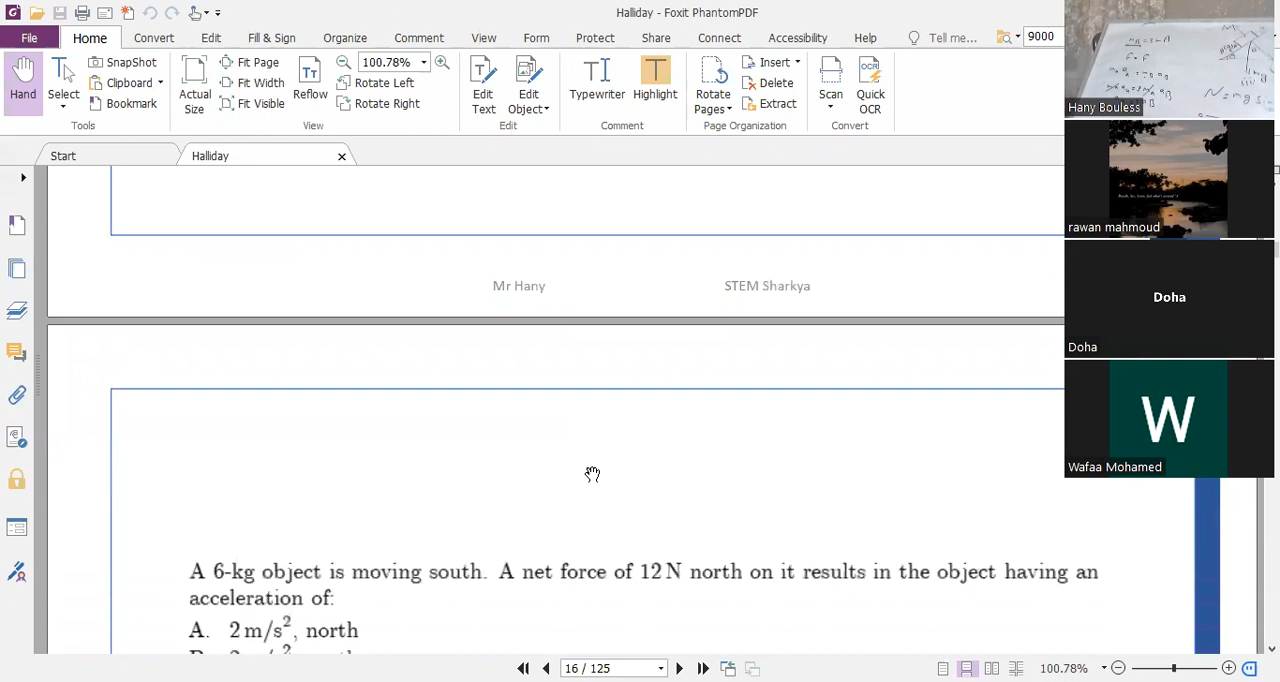 Halliday - Foxit PhantomPDF
File Home Convert Edit Fill & Sign Organize Comment View Form Protect Share Connect Accessibility Help Tell me... 9000
Hand
Select
SnapShot
Clipboard
Bookmark
Tools
Actual Size
Fit Page
Fit Width
Fit Visible
Reflow
100.78%
Rotate Left
Rotate Right
View
Edit Text
Edit Object
Edit
Typewriter
Highlight
Comment
Rotate Pages
Insert
Delete
Extract
Page Organization
Scan
Quick OCR
Convert
Start
Halliday
Hany Bouless
rawan mahmoud
Doha
Doha
W
Wafaa Mohamed
Mr Hany STEM Sharkya
A 6-kg object is moving south. A net force of 12 N north on it results in the object having an
acceleration of:
A. 2 m/s², north
16 / 125
100.78%